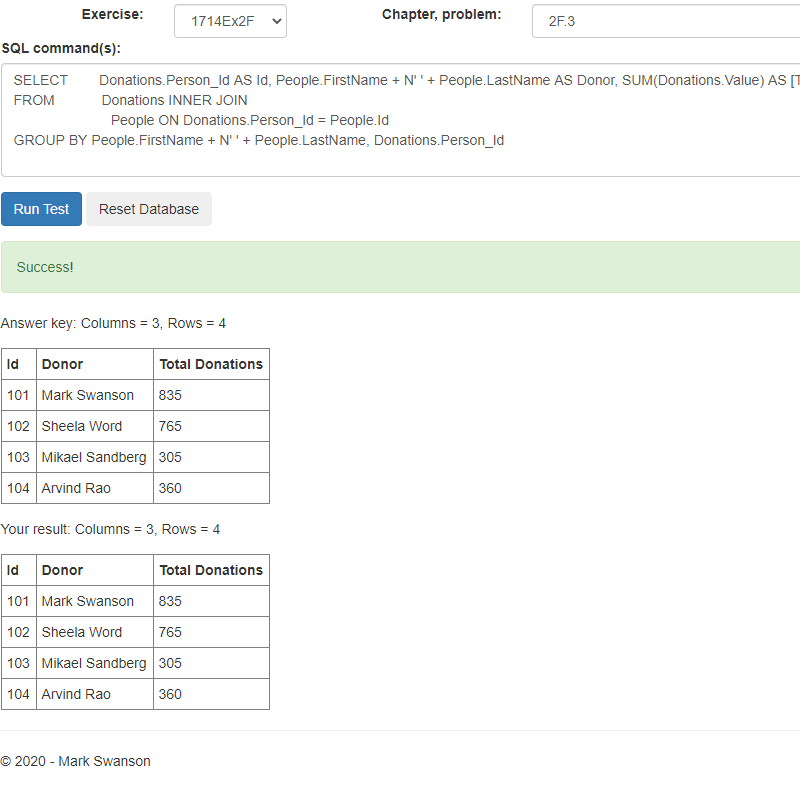 Exercise: 1714Ex2F Chapter, problem: 2F.3
SQL command(s):
SELECT Donations.Person_Id AS Id, People.FirstName + N' ' + People.LastName AS Donor, SUM(Donations.Value) AS [T
FROM Donations INNER JOIN
People ON Donations.Person_Id = People.Id
GROUP BY People.FirstName + N' ' + People.LastName, Donations.Person_Id
Run Test Reset Database
Success!
Answer key: Columns = 3, Rows = 4
Id Donor Total Donations
101 Mark Swanson 835
102 Sheela Word 765
103 Mikael Sandberg 305
104 Arvind Rao 360
Your result: Columns = 3, Rows = 4
Id Donor Total Donations
101 Mark Swanson 835
102 Sheela Word 765
103 Mikael Sandberg 305
104 Arvind Rao 360
© 2020 - Mark Swanson